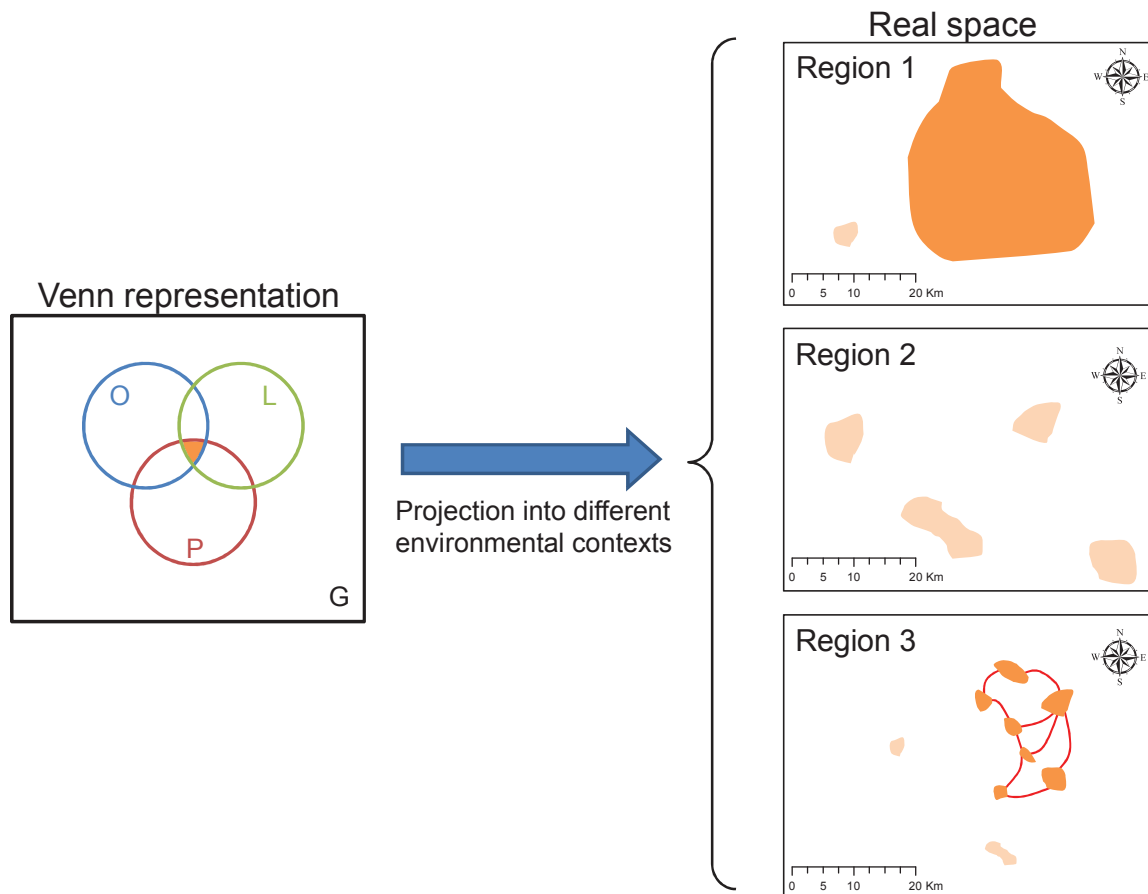 Real space
Region 1
N
W E
S
0 5 10 20 Km
Venn representation
O L
P
G
Projection into different
environmental contexts
Region 2
N
W E
S
0 5 10 20 Km
Region 3
N
W E
S
0 5 10 20 Km